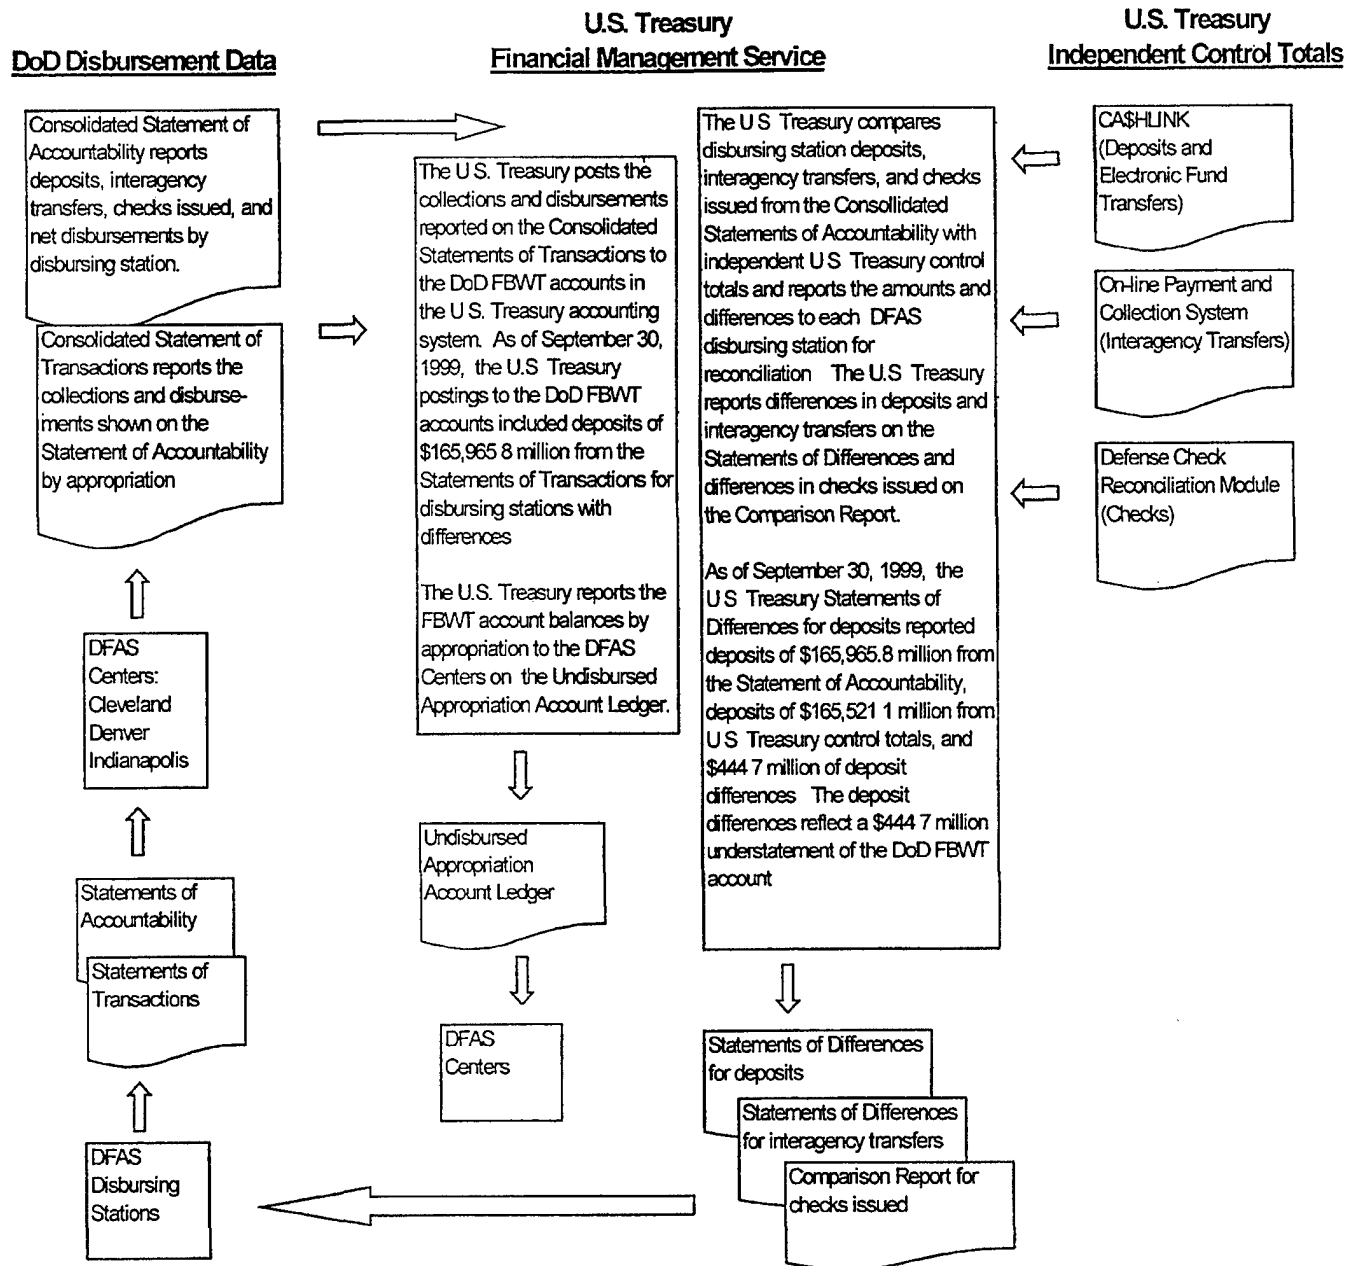 U.S. Treasury
Financial Management Service
U.S. Treasury
Independent Control Totals
DoD Disbursement Data
Consolidated Statement of
Accountability reports
deposits, interagency
transfers, checks issued, and
net disbursements by
disbursing station.
Consolidated Statement of
Transactions reports the
collections and disburse-
ments shown on the
Statement of Accountability
by appropriation
DFAS
Centers:
Cleveland
Denver
Indianapolis
Statements of
Accountability
Statements of
Transactions
DFAS
Disbursing
Stations
The U.S. Treasury posts the
collections and disbursements
reported on the Consolidated
Statements of Transactions to
the DoD FBWT accounts in
the U.S. Treasury accounting
system. As of September 30,
1999, the U.S Treasury
postings to the DoD FBWT
accounts included deposits of
$165,965 8 million from the
Statements of Transactions for
disbursing stations with
differences
The U.S. Treasury reports the
FBWT account balances by
appropriation to the DFAS
Centers on the Undisbursed
Appropriation Account Ledger.
Undisbursed
Appropriation
Account Ledger
DFAS
Centers
The U S Treasury compares
disbursing station deposits,
interagency transfers, and checks
issued from the Consollidated
Statements of Accountability with
independent U S Treasury control
totals and reports the amounts and
differences to each DFAS
disbursing station for
reconciliation The U.S. Treasury
reports differences in deposits and
interagency transfers on the
Statements of Differences and
differences in checks issued on
the Comparison Report.
As of September 30, 1999, the
U S Treasury Statements of
Differences for deposits reported
deposits of $165,965.8 million from
the Statement of Accountability,
deposits of $165,521 1 million from
U S Treasury control totals, and
$444 7 million of deposit
differences The deposit
differences reflect a $444 7 million
understatement of the DoD FBWT
account
Statements of Differences
for deposits
Statements of Differences
for interagency transfers
Comparison Report for
checks issued
CA$HLINK
(Deposits and
Electronic Fund
Transfers)
On-line Payment and
Collection System
(Interagency Transfers)
Defense Check
Reconciliation Module
(Checks)